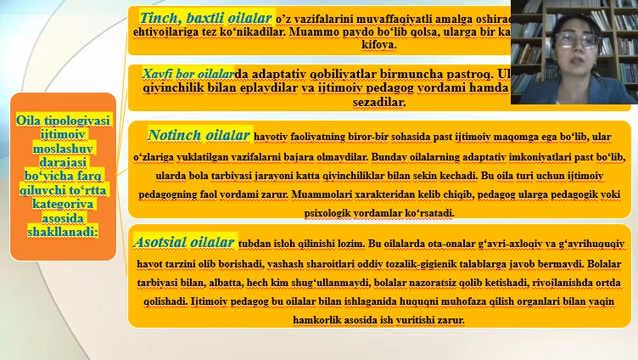 Oila tipologiyasi
ijtimoiy
moslashuv
darajasi
bo‘yicha farq
qiluvchi to‘rtta
kategoriya
asosida
shakllanadi:
Tinch, baxtli oilalar o’z vazifalarini muvaffaqiyatli amalga oshirad
ehtiyojlariga tez ko‘nikadilar. Muammo paydo bo‘lib qolsa, ularga bir ka
kifoya.
Xavfi bor oilalarda adaptativ qobiliyatlar birmuncha pastroq.
qiyinchilik bilan eplaydilar va ijtimoiy pedagog yordami hamda
sezadilar.
Notinch oilalar hayotiy faoliyatning biror-bir sohasida past ijtimoiy maqomga ega bo‘lib, ular
o‘zlariga yuklatilgan vazifalarni bajara olmaydilar. Bunday oilalarning adaptativ imkoniyatlari past bo‘lib,
ularda bola tarbiyasi jarayoni katta qiyinchiliklar bilan sekin kechadi. Bu oila turi uchun ijtimoiy
pedagogning faol yordami zarur. Muammolari xarakteridan kelib chiqib, pedagog ularga pedagogik yoki
psixologik yordamlar ko‘rsatadi.
Asotsial oilalar tubdan isloh qilinishi lozim. Bu oilalarda ota-onalar g‘ayri-axloqiy va g‘ayrihuquqiy
hayot tarzini olib borishadi, yashash sharoitlari oddiy tozalik-gigienik talablarga javob bermaydi. Bolalar
tarbiyasi bilan, albatta, hech kim shug‘ullanmaydi, bolalar nazoratsiz qolib ketishadi, rivojlanishda ortda
qolishadi. Ijtimoiy pedagog bu oilalar bilan ishlaganida huquqni muhofaza qilish organlari bilan yaqin
hamkorlik asosida ish yuritishi zarur.